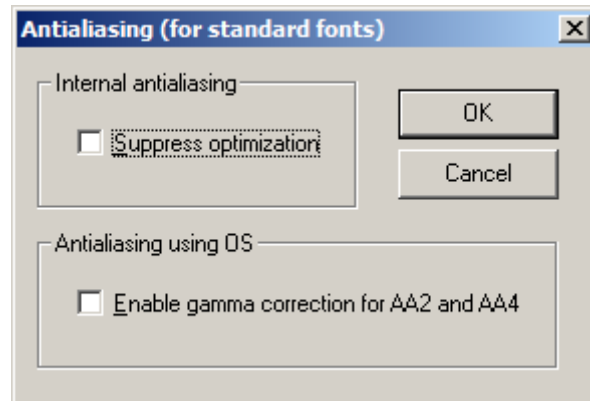 Antialiasing (for standard fonts)
Internal antialiasing
Suppress optimization
OK
Cancel
Antialiasing using OS
Enable gamma correction for AA2 and AA4